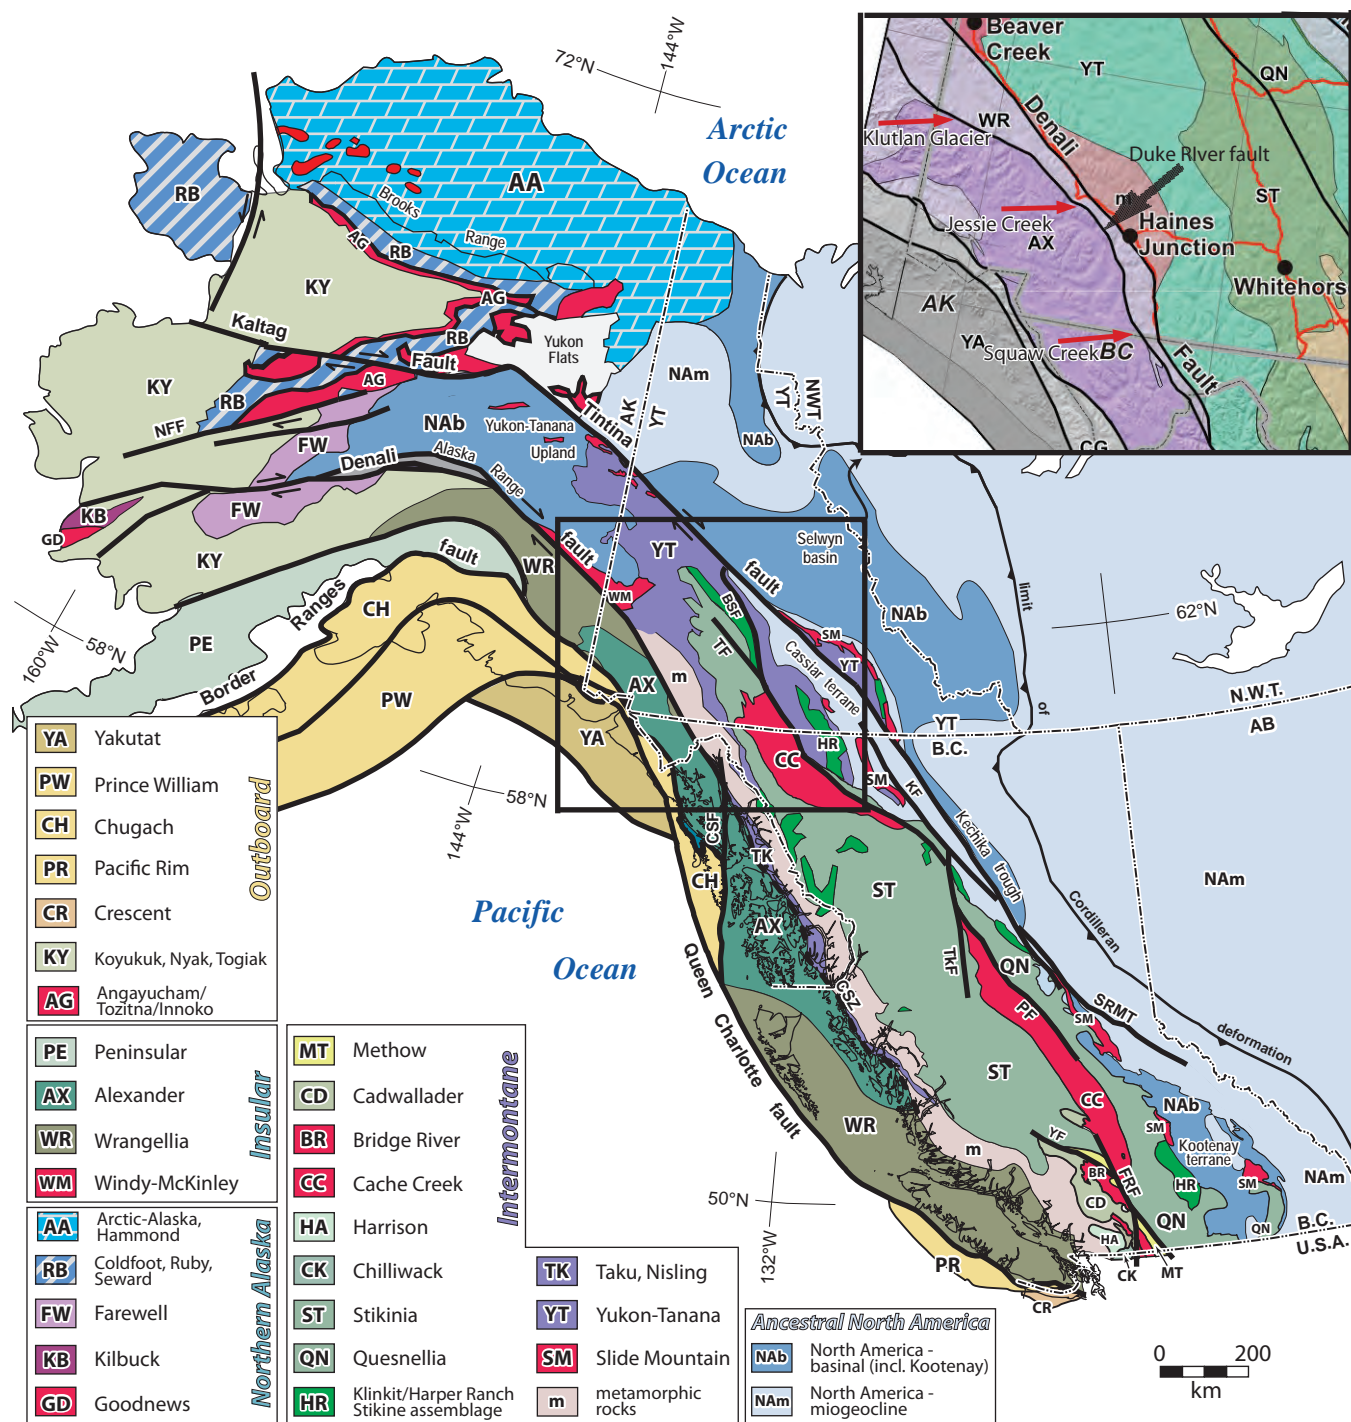 72°N
144°W
Arctic
Ocean
AA
RB
Brooks
Range
AG
RB
KY
AG
RB
Kaltag
Fault
Yukon
Flats
NAm
NAb
NWT
YT
AK
YT
KY
RB
AG
NFF
FW
NAb
Yukon-Tanana
Upland
Tintina
Denali
Alaska
Range
KB
GD
FW
KY
fault
WR
fault
WM
YT
fault
Selwyn
basin
NAb
limit
of
Cordilleran
deformation
62°N
160°W
58°N
PE
Border
Ranges
CH
PW
YA
AX
m
BSF
TF
SM
YT
Cassiar terrane
CC
HR
SM
KF
YT
B.C.
N.W.T.
AB
58°N
144°W
CSF
TK
CH
AX
ST
Kechika trough
NAm
Pacific
Ocean
Queen
Charlotte
fault
CSZ
TkF
QN
PF
SM
SRMT
ST
WR
m
CC
NAb
SM
Kootenay
terrane
SM
HR
NAm
YF
BR
CD
FRF
HA
QN
QN
B.C.
U.S.A.
CK
MT
50°N
132°W
PR
CR
0 200
km
Beaver
Creek
YT
QN
WR
Denali
Klutlan Glacier
Duke RIver fault
m
ST
Jessie Creek
AX
Haines
Junction
Whitehors
AK
YA
Squaw Creek
BC
Fault
CG
YA Yakutat
PW Prince William
CH Chugach
PR Pacific Rim
CR Crescent
KY Koyukuk, Nyak, Togiak
AG Angayucham/
Tozitna/Innoko
Outboard
PE Peninsular
AX Alexander
WR Wrangellia
WM Windy-McKinley
Insular
AA Arctic-Alaska,
Hammond
RB Coldfoot, Ruby,
Seward
FW Farewell
KB Kilbuck
GD Goodnews
Northern Alaska
MT Methow
CD Cadwallader
BR Bridge River
CC Cache Creek
HA Harrison
CK Chilliwack
ST Stikinia
QN Quesnellia
HR Klinkit/Harper Ranch
Stikine assemblage
Intermontane
TK Taku, Nisling
YT Yukon-Tanana
SM Slide Mountain
m metamorphic
rocks
Ancestral North America
NAb North America -
basinal (incl. Kootenay)
NAm North America -
miogeocline